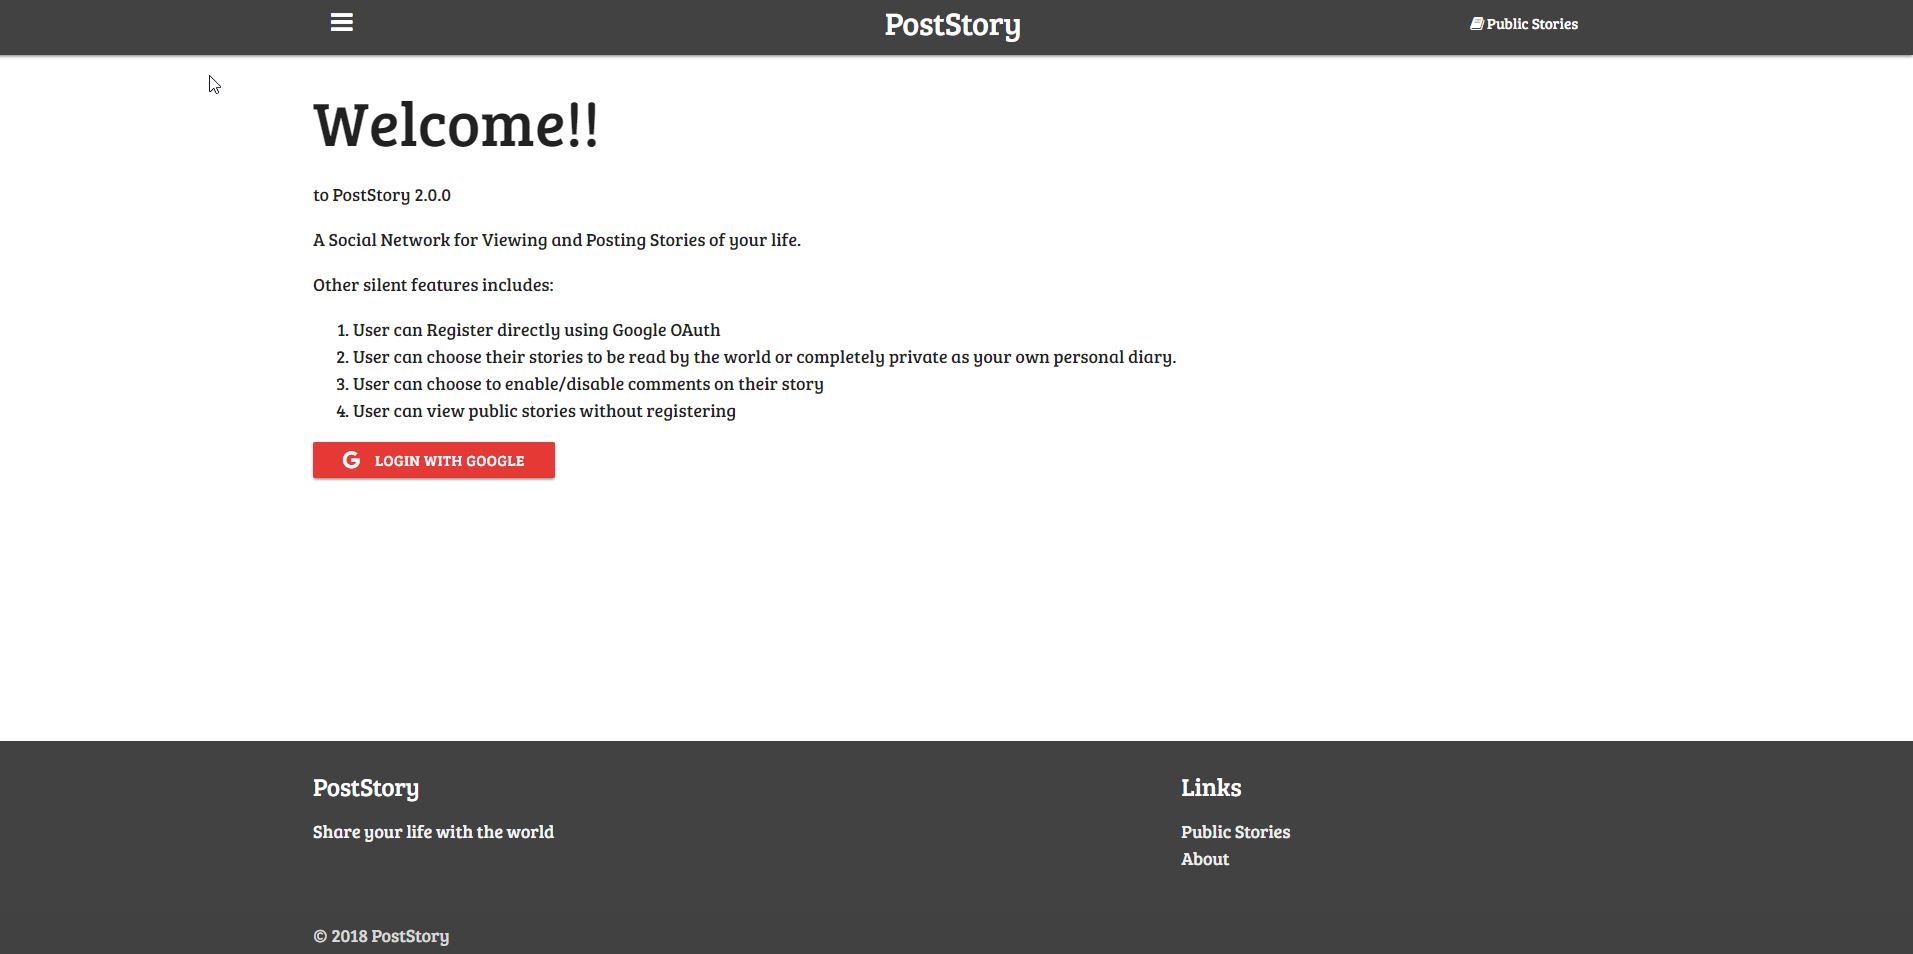 PostStory
Public Stories
Welcome!!
to PostStory 2.0.0
A Social Network for Viewing and Posting Stories of your life.
Other silent features includes:
1. User can Register directly using Google OAuth
2. User can choose their stories to be read by the world or completely private as your own personal diary.
3. User can choose to enable/disable comments on their story
4. User can view public stories without registering
G LOGIN WITH GOOGLE
PostStory
Share your life with the world
Links
Public Stories
About
© 2018 PostStory